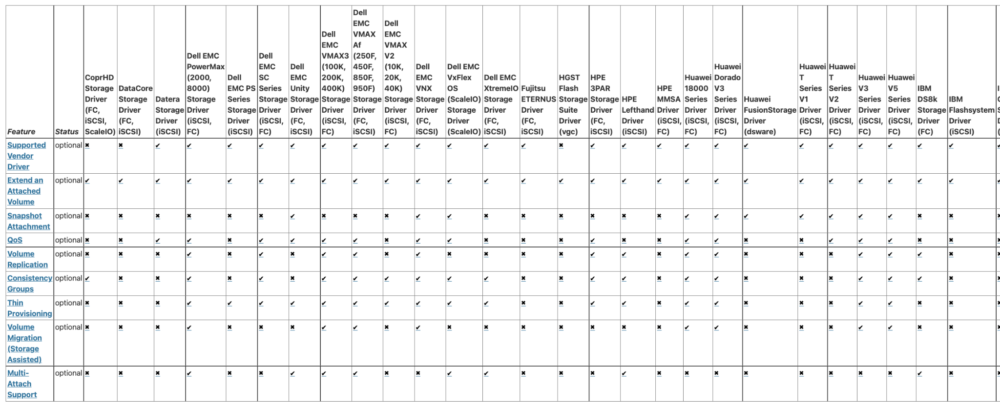 Feature
Status
CoprHD
Storage
Driver
(FC,
iSCSI,
ScaleIO)
DataCore
Storage
Driver
(FC,
iSCSI)
Datera
Storage
Driver
(iSCSI)
Dell EMC
PowerMax
(2000,
8000)
Storage
Driver
(iSCSI,
FC)
Dell
EMC PS
Series
Storage
Driver
(iSCSI)
Dell
EMC
SC
Series
Storage
Driver
(iSCSI,
FC)
Dell
EMC
Unity
Storage
Driver
(FC,
iSCSI)
Dell
EMC
VMAX3
(100K,
200K,
400K)
Storage
Driver
(iSCSI,
FC)
Dell
EMC
VMAX
Af
(250F,
450F,
850F,
950F)
Storage
Driver
(FC,
iSCSI)
Dell
EMC
VMAX
V2
(10K,
20K,
40K)
Storage
Driver
(iSCSI,
FC)
Dell
EMC
VNX
Storage
Driver
(FC,
iSCSI)
Dell EMC
VxFlex
OS
(ScaleIO)
Storage
Driver
(ScaleIO)
Dell EMC
XtremeIO
Storage
Driver
(FC,
iSCSI)
Fujitsu
ETERNUS
Driver
(FC,
iSCSI)
HGST
Flash
Storage
Suite
Driver
(vgc)
HPE
3PAR
Storage
Driver
(FC,
iSCSI)
HPE
Lefthand
Driver
(iSCSI)
HPE
MMSA
Driver
(iSCSI,
FC)
Huawei
18000
Series
Driver
(iSCSI,
FC)
Huawei
Dorado
V3
Series
Driver
(iSCSI,
FC)
Huawei
FusionStorage
Driver
(dsware)
Huawei
T
Series
V1
Driver
(iSCSI,
FC)
Huawei
T
Series
V2
Driver
(iSCSI,
FC)
Huawei
V3
Series
Driver
(iSCSI,
FC)
Huawei
V5
Series
Driver
(iSCSI,
FC)
IBM
DS8k
Storage
Driver
(FC)
IBM
Flashsystem
Driver
(iSCSI)
Supported optional ✖ ✖ ✔ ✔ ✔ ✔ ✔ ✔ ✔ ✔ ✔ ✔ ✔ ✔ ✖ ✔ ✔ ✔ ✔ ✔ ✔ ✔ ✔ ✔ ✔ ✔ ✔
Vendor
Driver
Extend an optional ✔ ✔ ✔ ✔ ✔ ✔ ✔ ✔ ✔ ✔ ✔ ✔ ✔ ✔ ✔ ✔ ✔ ✔ ✔ ✔ ✔ ✔ ✔ ✔ ✔ ✔ ✔
Attached
Volume
Snapshot optional ✖ ✖ ✖ ✖ ✖ ✖ ✔ ✖ ✖ ✖ ✔ ✔ ✖ ✖ ✖ ✖ ✖ ✖ ✔ ✔ ✔ ✔ ✔ ✔ ✔ ✖ ✖
Attachment
QoS optional ✖ ✖ ✔ ✔ ✖ ✔ ✔ ✔ ✔ ✖ ✔ ✔ ✖ ✖ ✖ ✔ ✖ ✖ ✔ ✔ ✖ ✖ ✔ ✔ ✔ ✖ ✖
Volume optional ✖ ✖ ✖ ✔ ✖ ✔ ✖ ✔ ✔ ✖ ✔ ✖ ✖ ✖ ✖ ✔ ✔ ✖ ✔ ✔ ✖ ✖ ✖ ✔ ✔ ✔ ✖
Replication
Consistency optional ✔ ✖ ✖ ✔ ✖ ✔ ✖ ✔ ✔ ✔ ✔ ✔ ✔ ✖ ✖ ✔ ✔ ✖ ✔ ✔ ✖ ✖ ✖ ✔ ✔ ✔ ✖
Groups
Thin optional ✖ ✖ ✖ ✔ ✔ ✔ ✔ ✔ ✔ ✔ ✔ ✔ ✔ ✖ ✖ ✔ ✔ ✖ ✔ ✔ ✖ ✖ ✖ ✔ ✔ ✖ ✖
Provisioning
Volume optional ✖ ✖ ✖ ✔ ✖ ✖ ✖ ✔ ✔ ✖ ✔ ✖ ✖ ✖ ✖ ✖ ✖ ✖ ✔ ✔ ✖ ✖ ✖ ✔ ✔ ✖ ✖
Migration
(Storage
Assisted)
Multi- optional ✖ ✖ ✖ ✔ ✖ ✖ ✔ ✔ ✔ ✖ ✖ ✔ ✔ ✖ ✖ ✖ ✔ ✖ ✖ ✖ ✖ ✖ ✖ ✖ ✖ ✔ ✖
Attach
Support